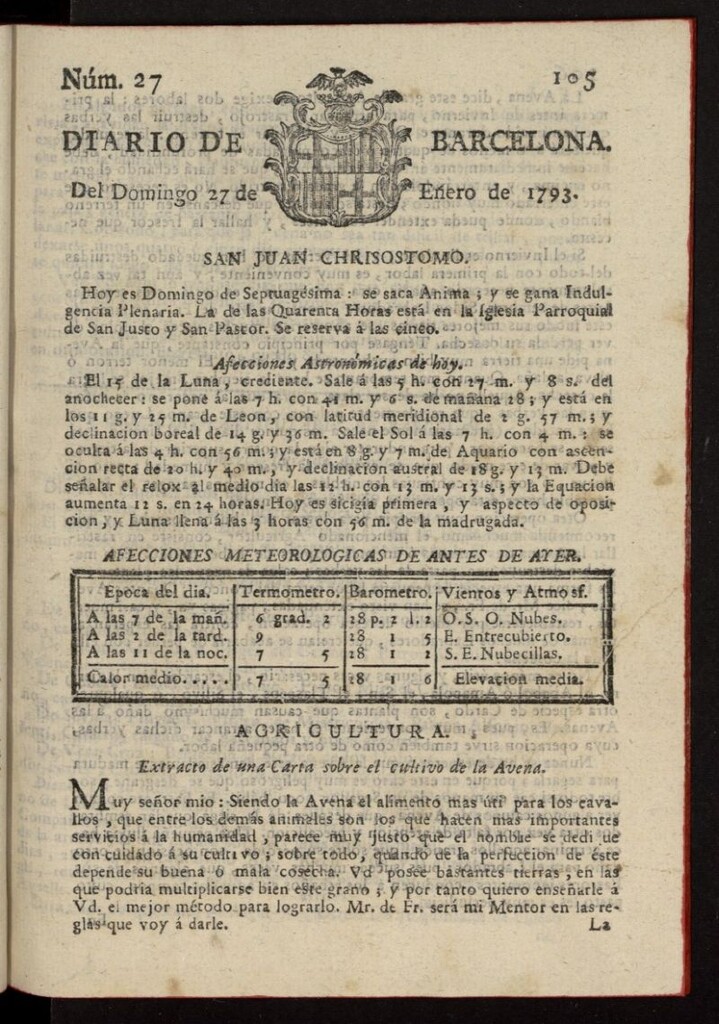 Núm. 27 105
DIARIO DE BARCELONA.
Del Domingo 27 de Enero de 1793.
SAN JUAN CHRISOSTOMO.
Hoy es Domingo de Septuagésima: se saca Anima; y se gana Indul-
gencia Plenaria. La de las Quarenta Horas está en la Iglesia Parroquial
de San Justo y San Pastor. Se reserva á las cinco.
Afecciones Astronómicas de hoy.
El 15 de la Luna, creciente. Sale á las 5 h. con 27 m. y 8 s. del
anochecer: se pone á las 7 h. con 41 m. y 6 s. de mañana 28; y está en
los 11 g. y 25 m. de Leon, con latitud meridional de 2 g. 57 m.; y
declinacion boreal de 14 g. y 36 m. Sale el Sol á las 7 h. con 4 m.: se
oculta á las 4 h. con 56 m.; y está en 8 g. y 7 m. de Aquario con ascen-
cion recta de 20 h. y 40 m., y declinacion austral de 18 g. y 13 m. Debe
señalar el relox al medio dia las 12 h. con 13 m. y 13 s.; y la Equacion
aumenta 12 s. en 24 horas. Hoy es sicigia primera, y aspecto de oposi-
cion, y Luna llena á las 3 horas con 56 m. de la madrugada.
AFECCIONES METEOROLOGICAS DE ANTES DE AYER.
Epoca del dia. Termometro. Barometro. Vientos y Atmosf.
A las 7 de la mañ. 6 grad. 2 28 p. 2 l. 2 O. S. O. Nubes.
A las 2 de la tard. 9 28 1 5 E. Entrecubierto.
A las 11 de la noc. 7 5 28 1 2 S. E. Nubecillas.
Calor medio..... 7 5 28 1 6 Elevacion media.
AGRICULTURA.
Extracto de una Carta sobre el cultivo de la Avena.
Muy señor mio: Siendo la Avena el alimento mas útil para los cava-
llos, que entre los demás animales son los que hacen mas importantes
servicios á la humanidad, parece muy justo que el hombre se dedique
con cuidado á su cultivo; sobre todo, quando de la perfeccion de éste
depende su buena ó mala cosecha. Vd posee bastantes tierras, en las
que podria multiplicarse bien este grano; y por tanto quiero enseñarle á
Vd. el mejor método para lograrlo. Mr. de Fr. será mi Mentor en las re-
glas que voy á darle. La